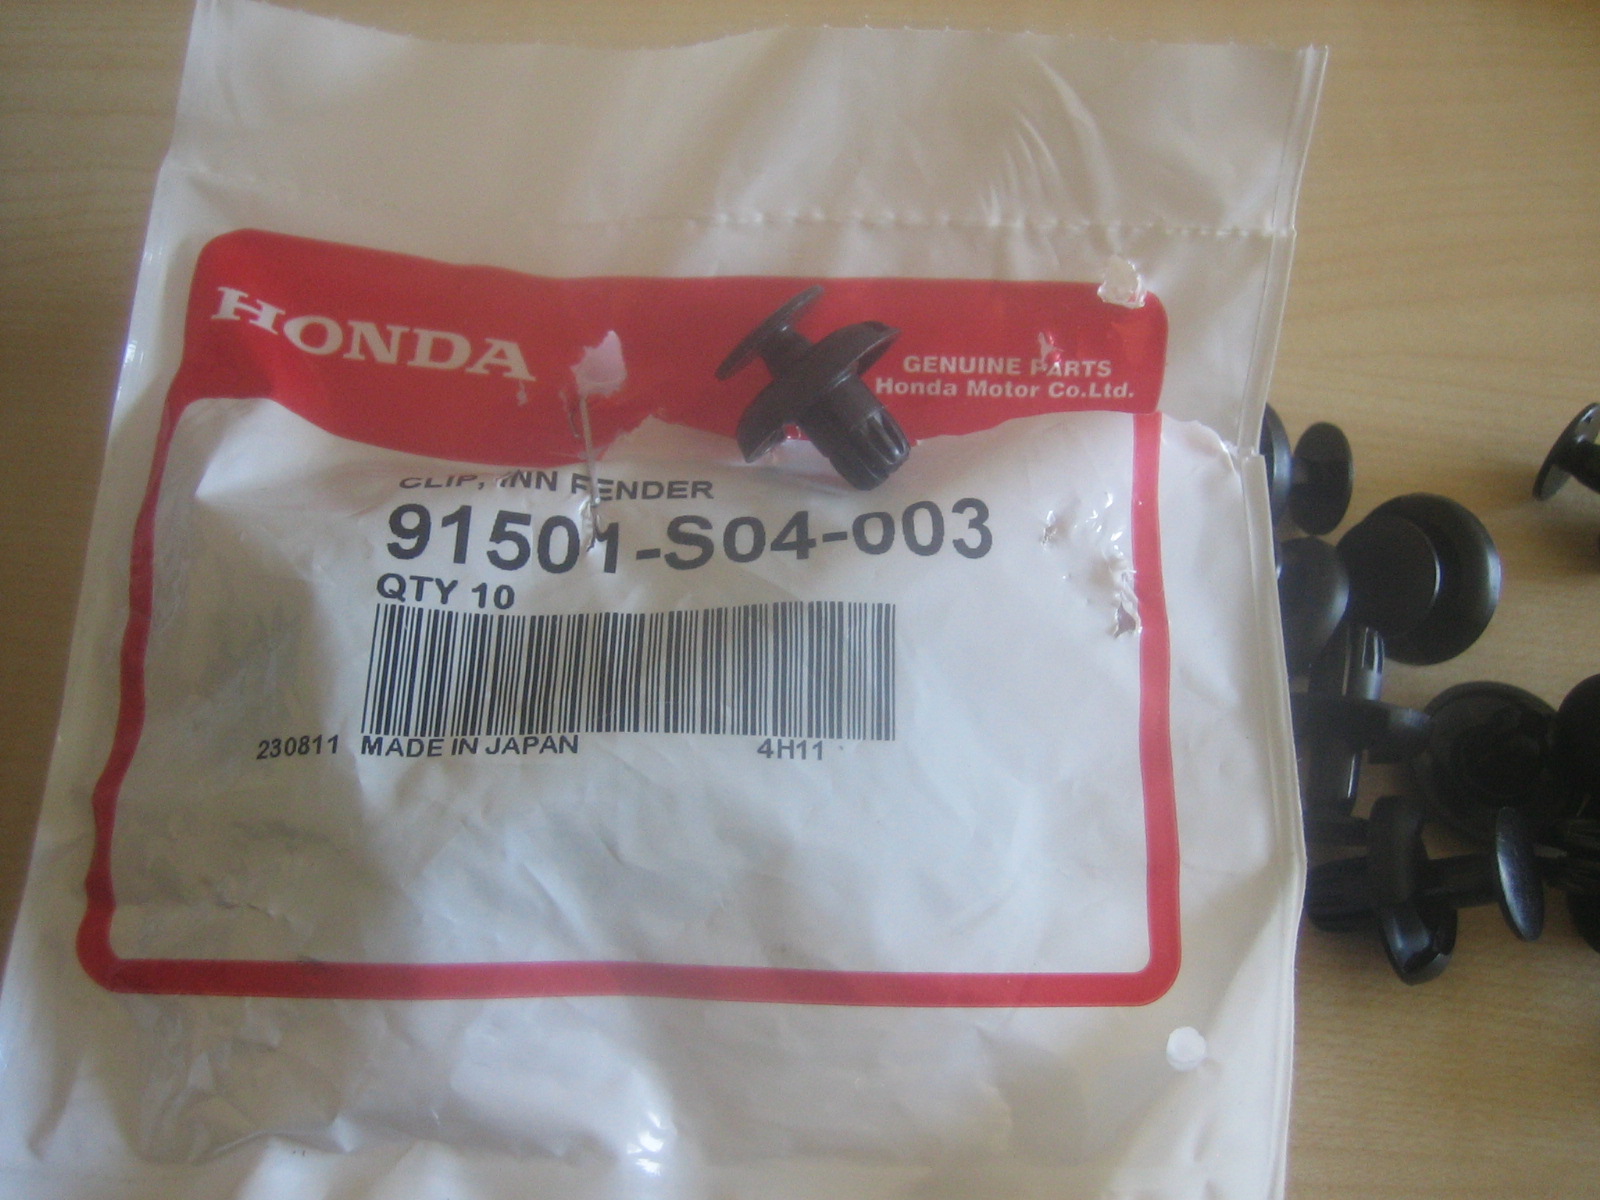 HONDA
GENUINE PARTS
Honda Motor Co.Ltd.
CLIP, INN FENDER
91501-S04-003
QTY 10
230811 MADE IN JAPAN 4H11